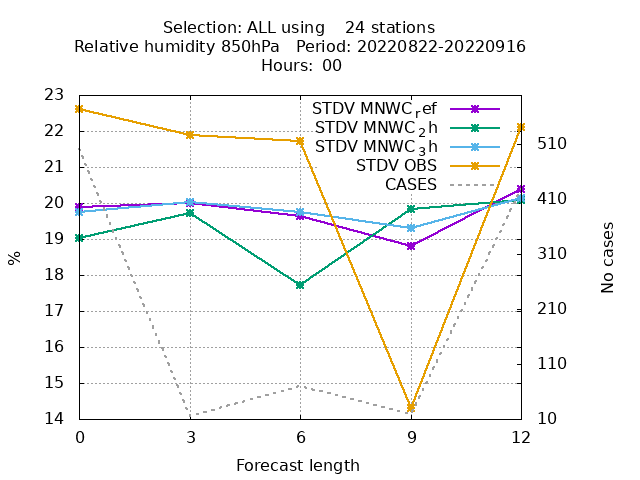 Selection: ALL using 24 stations
Relative humidity 850hPa Period: 20220822-20220916
Hours: 00
STDV MNWC_ref
STDV MNWC_2h
STDV MNWC_3h
STDV OBS
CASES
23
22
21
20
19
18
17
16
15
14
%
510
410
310
210
110
10
No cases
0 3 6 9 12
Forecast length